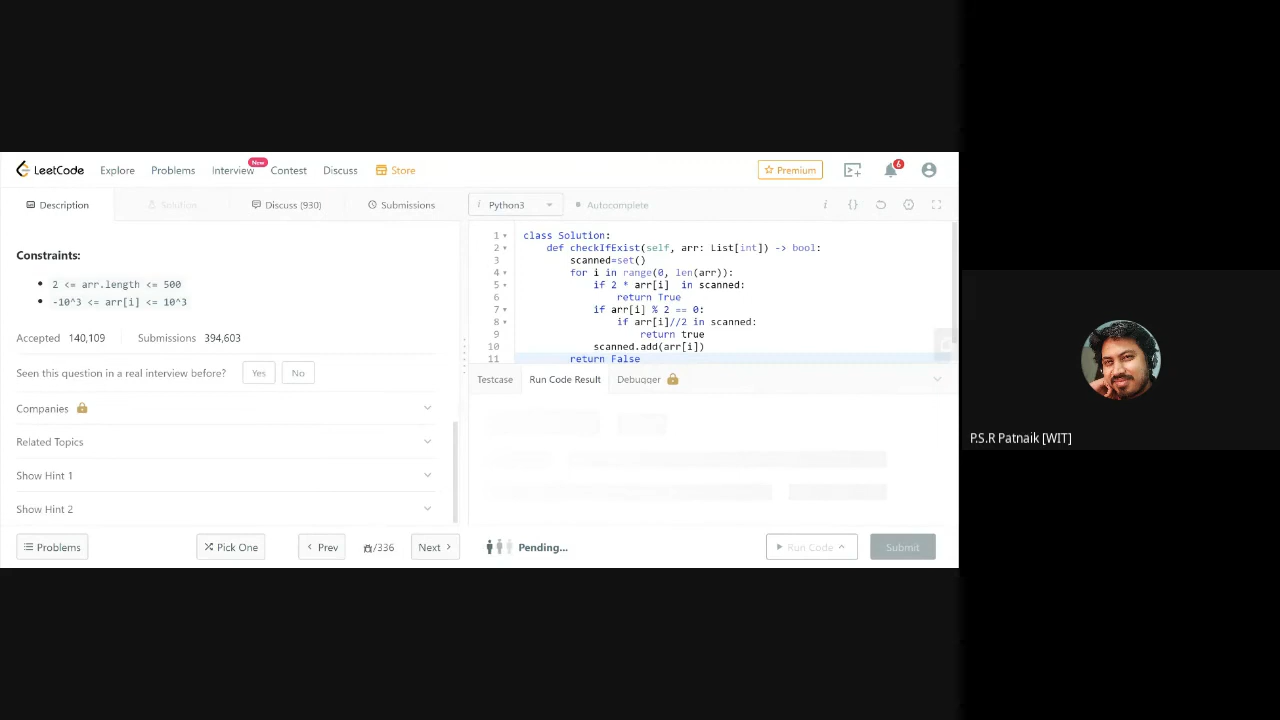 LeetCode Explore Problems Interview New Contest Discuss Store Premium 6
Description Solution Discuss (930) Submissions i Python3 Autocomplete i {}
Constraints:
2 <= arr.length <= 500
-10^3 <= arr[i] <= 10^3
Accepted 140,109 Submissions 394,603
Seen this question in a real interview before? Yes No
Companies
Related Topics
Show Hint 1
Show Hint 2
Problems Pick One Prev /336 Next
1 class Solution:
2 def checkIfExist(self, arr: List[int]) -> bool:
3 scanned=set()
4 for i in range(0, len(arr)):
5 if 2 * arr[i]  in scanned:
6 return True
7 if arr[i] % 2 == 0:
8 if arr[i]//2 in scanned:
9 return true
10 scanned.add(arr[i])
11 return False
Testcase Run Code Result Debugger
Pending... Run Code Submit
P.S.R Patnaik [WIT]